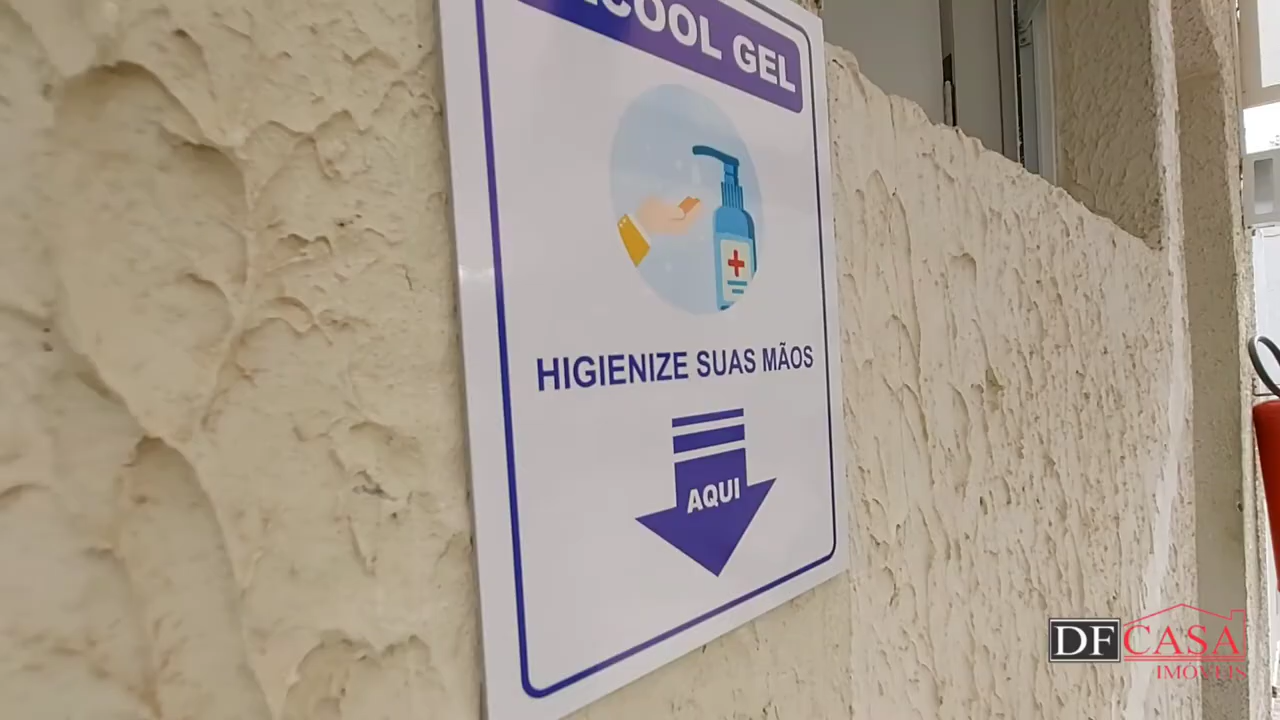 COOL GEL
HIGIENIZE SUAS MÃOS
AQUI
DF CASA
IMÓVEIS